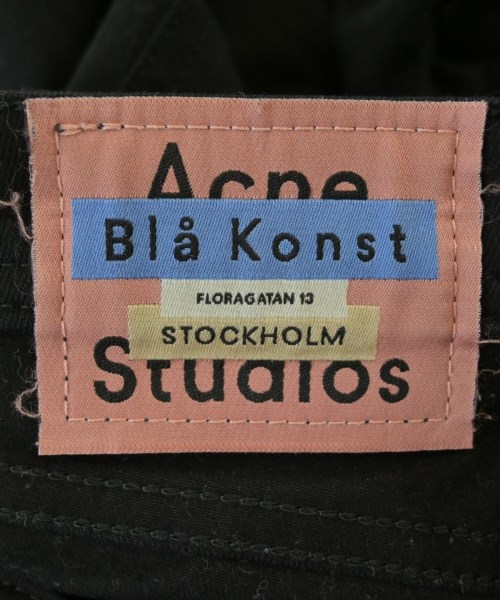 Acne
Blå Konst
FLORAGATAN 13
STOCKHOLM
Studios